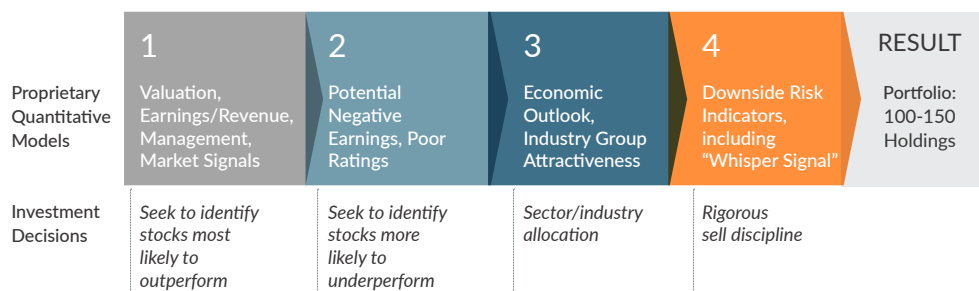 1
2
3
4
RESULT
Proprietary
Quantitative
Models
Valuation,
Earnings/Revenue,
Management,
Market Signals
Potential
Negative
Earnings, Poor
Ratings
Economic
Outlook,
Industry Group
Attractiveness
Downside Risk
Indicators,
including
“Whisper Signal”
Portfolio:
100-150
Holdings
Investment
Decisions
Seek to identify
stocks most
likely to
outperform
Seek to identify
stocks more
likely to
underperform
Sector/industry
allocation
Rigorous
sell discipline